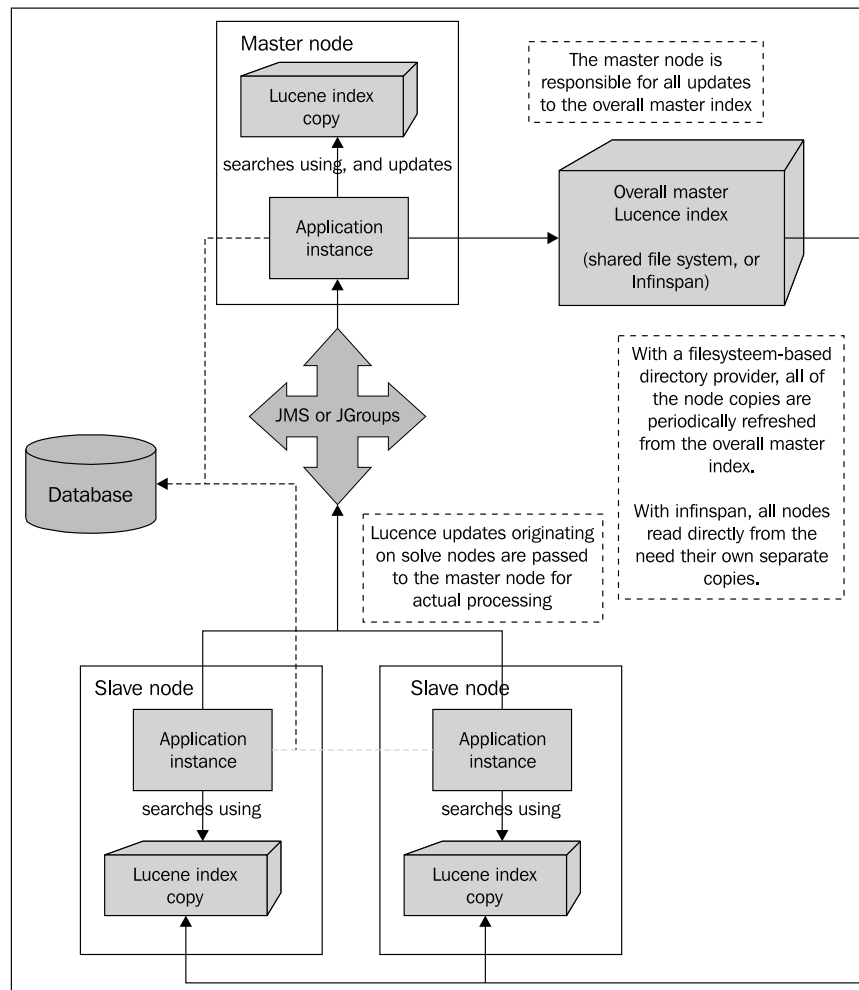 Master node
Lucene index
copy
searches using, and updates
Application
instance
The master node is
responsible for all updates
to the overall master index
Overall master
Lucence index
(shared file system, or
Infinspan)
With a filesysteem-based
directory provider, all of
the node copies are
periodically refreshed
from the overall master
index.
With infinspan, all nodes
read directly from the
need their own separate
copies.
JMS or JGroups
Database
Lucence updates originating
on solve nodes are passed
to the master node for
actual processing
Slave node
Application
instance
searches using
Lucene index
copy
Slave node
Application
instance
searches using
Lucene index
copy